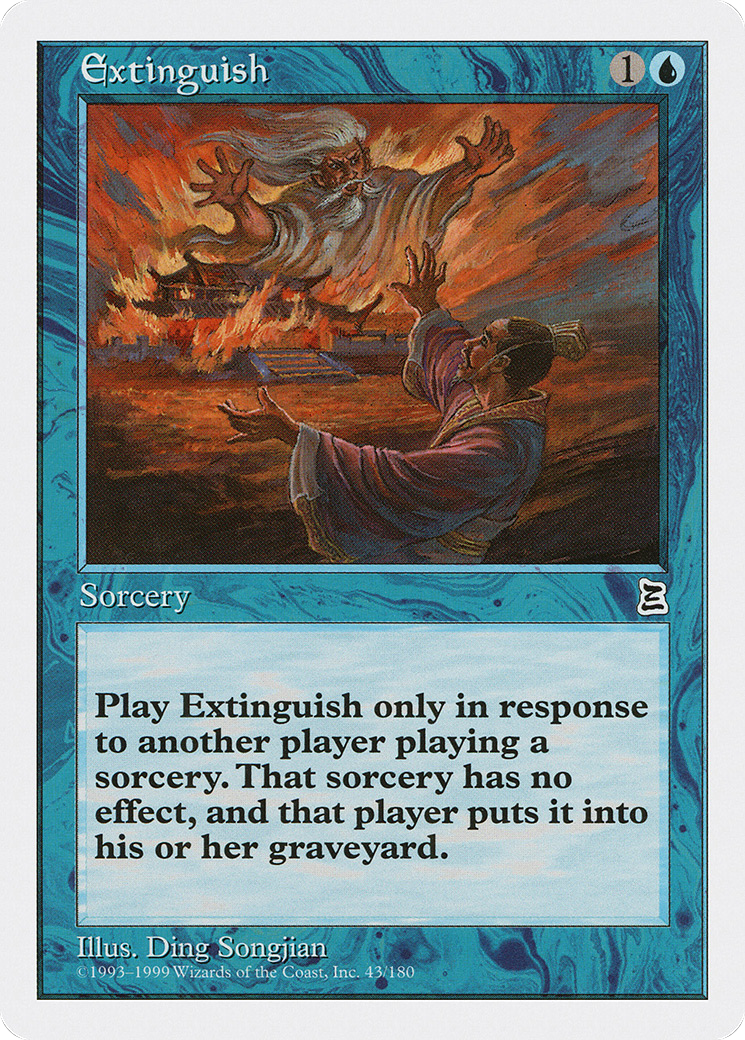 Extinguish 1
Sorcery
Play Extinguish only in response
to another player playing a
sorcery. That sorcery has no
effect, and that player puts it into
his or her graveyard.
Illus. Ding Songjian
©1993–1999 Wizards of the Coast, Inc. 43/180